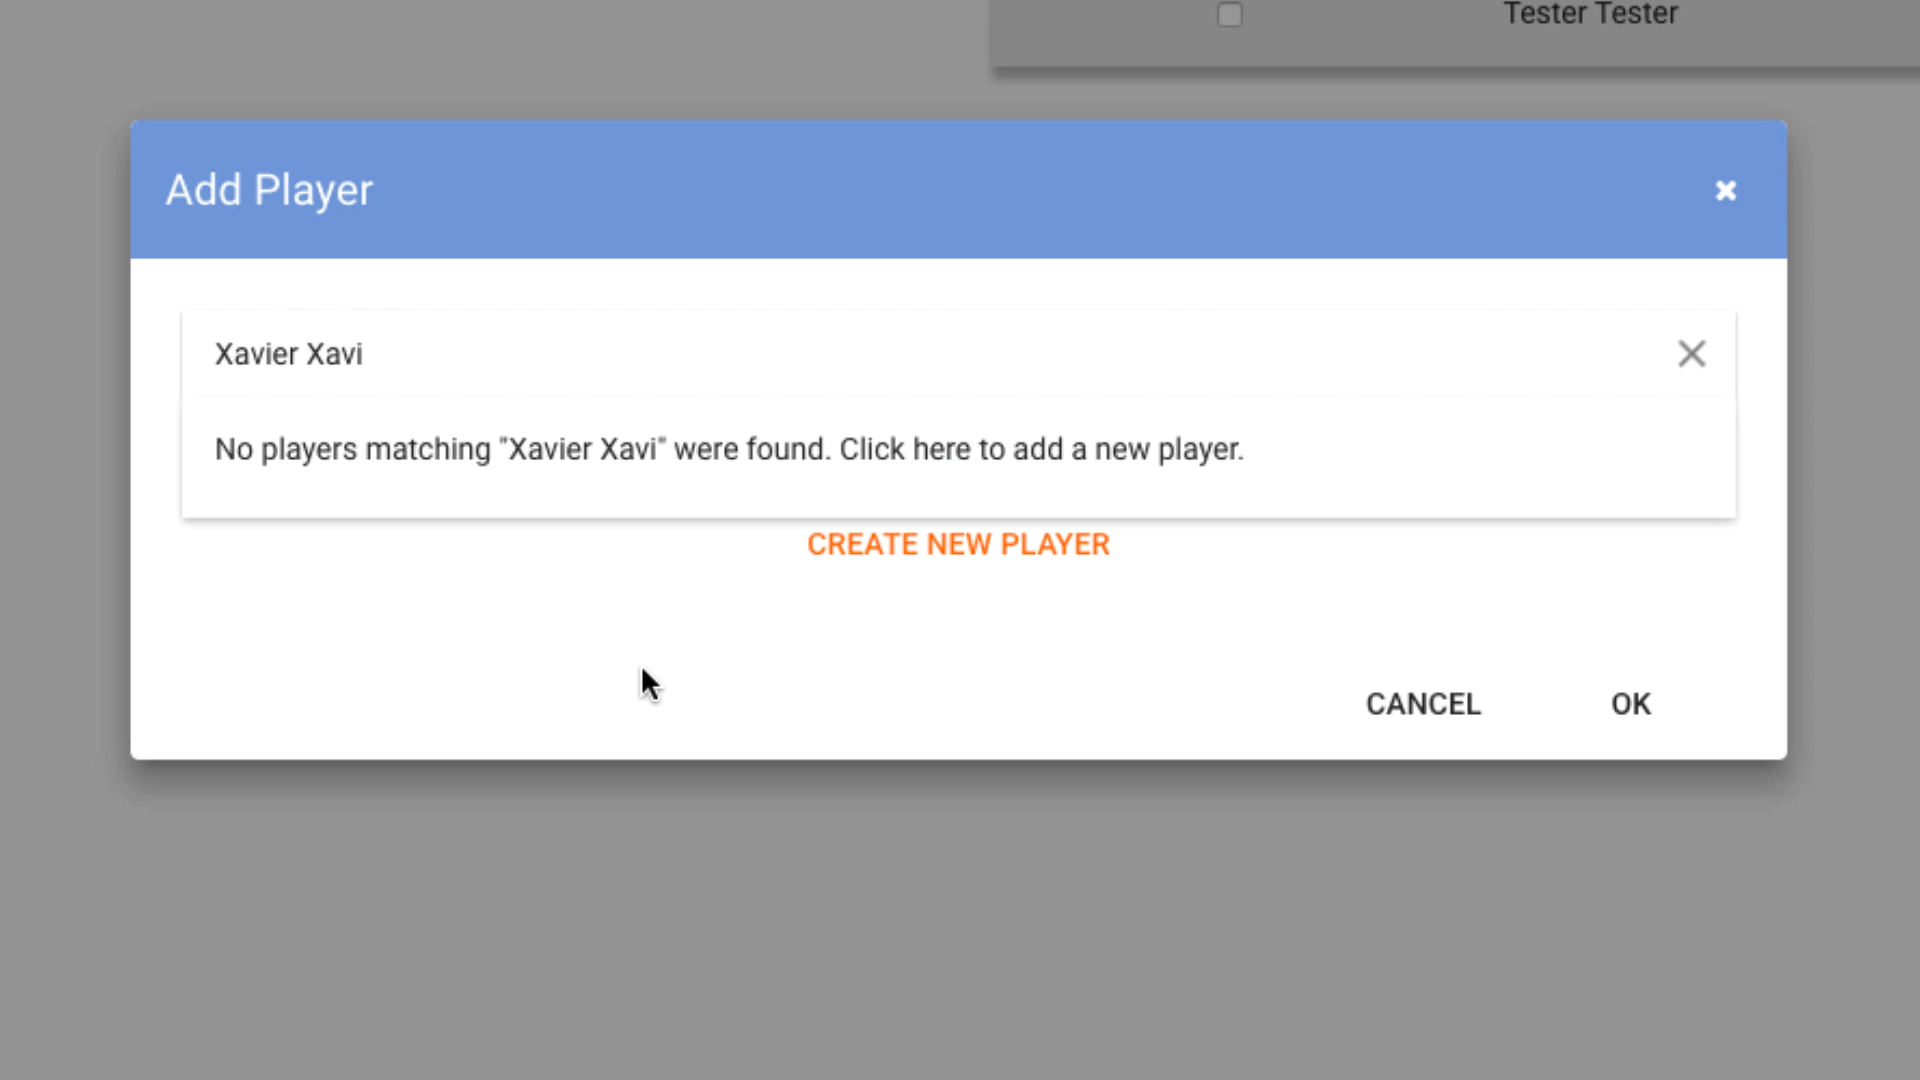 Tester Tester
Add Player
Xavier Xavi
No players matching "Xavier Xavi" were found. Click here to add a new player.
CREATE NEW PLAYER
CANCEL OK